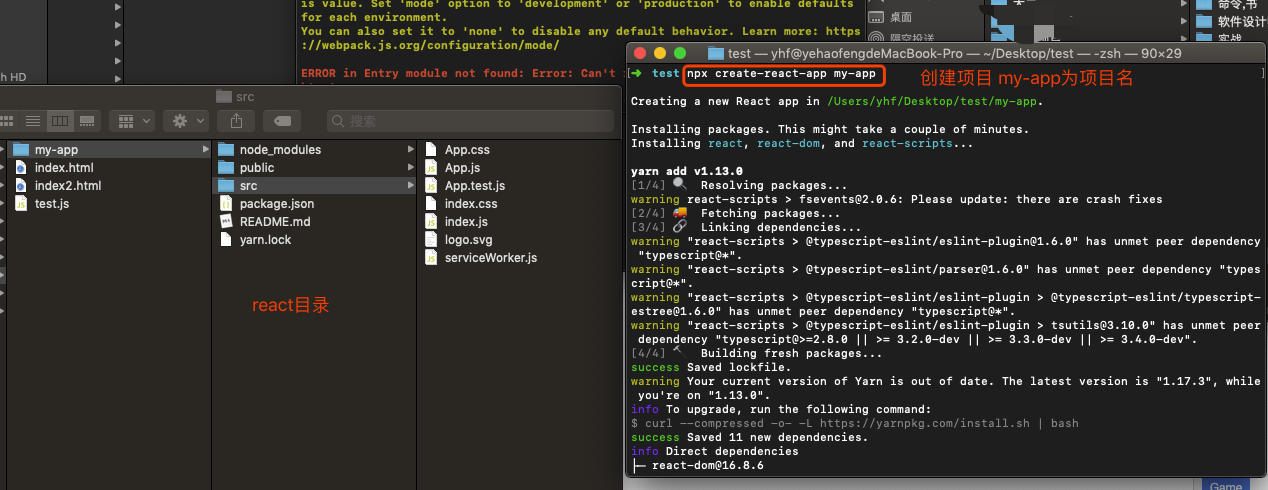 is value. Set 'mode' option to 'development' or 'production' to enable defaults
for each environment.
You can also set it to 'none' to disable any default behavior. Learn more: https
://webpack.js.org/configuration/mode/
ERROR in Entry module not found: Error: Can't
HD
桌面
隔空投送
命令,书
软件设计
实战
src
搜索
my-app
index.html
index2.html
test.js
node_modules
public
src
package.json
README.md
yarn.lock
App.css
App.js
App.test.js
index.css
index.js
logo.svg
serviceWorker.js
react目录
test — yhf@yehaofengdeMacBook-Pro — ~/Desktop/test — -zsh — 90×29
[➜ test npx create-react-app my-app ]
创建项目 my-app为项目名
Creating a new React app in /Users/yhf/Desktop/test/my-app.
Installing packages. This might take a couple of minutes.
Installing react, react-dom, and react-scripts...
yarn add v1.13.0
[1/4] 🔍 Resolving packages...
warning react-scripts > fsevents@2.0.6: Please update: there are crash fixes
[2/4] 🚚 Fetching packages...
[3/4] 🔗 Linking dependencies...
warning "react-scripts > @typescript-eslint/eslint-plugin@1.6.0" has unmet peer dependency
"typescript@*".
warning "react-scripts > @typescript-eslint/parser@1.6.0" has unmet peer dependency "types
cript@*".
warning "react-scripts > @typescript-eslint/eslint-plugin > @typescript-eslint/typescript-
estree@1.6.0" has unmet peer dependency "typescript@*".
warning "react-scripts > @typescript-eslint/eslint-plugin > tsutils@3.10.0" has unmet peer
dependency "typescript@>=2.8.0 || >= 3.2.0-dev || >= 3.3.0-dev || >= 3.4.0-dev".
[4/4] 🔨 Building fresh packages...
success Saved lockfile.
warning Your current version of Yarn is out of date. The latest version is "1.17.3", while
you're on "1.13.0".
info To upgrade, run the following command:
$ curl --compressed -o- -L https://yarnpkg.com/install.sh | bash
success Saved 11 new dependencies.
info Direct dependencies
├─ react-dom@16.8.6
Game